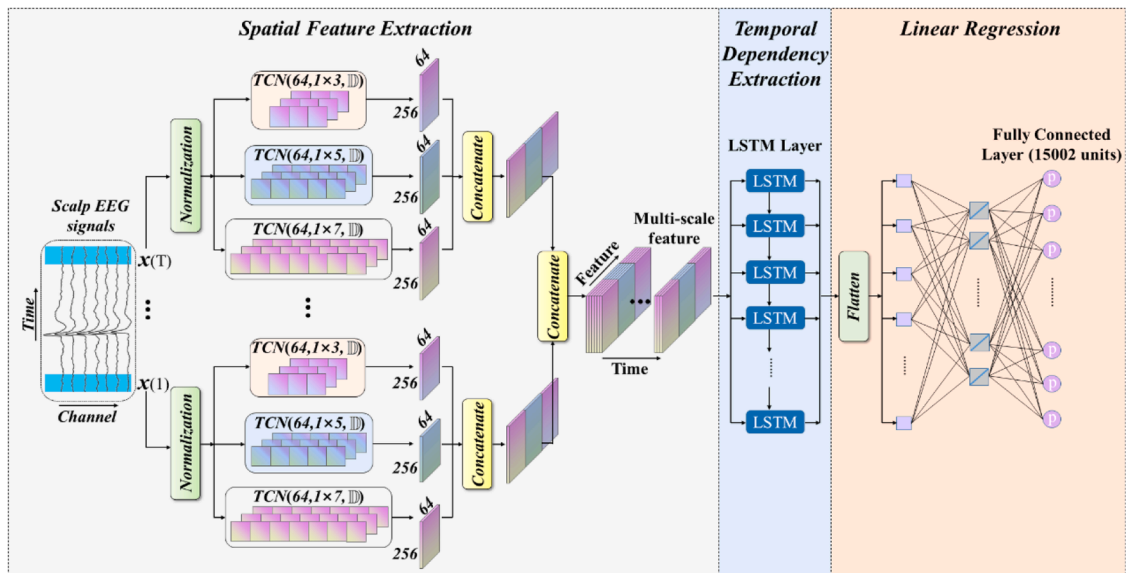 Spatial Feature Extraction
Temporal
Dependency
Extraction
Linear Regression
Scalp EEG
signals
Time
Channel
x(T)
•••
x(1)
Normalization
TCN(64,1×3,𝔻)
64
256
TCN(64,1×5,𝔻)
64
256
TCN(64,1×7,𝔻)
64
256
Concatenate
•••
Normalization
TCN(64,1×3,𝔻)
64
256
TCN(64,1×5,𝔻)
64
256
TCN(64,1×7,𝔻)
64
256
Concatenate
Concatenate
Feature
Multi-scale
feature
•••
Time
LSTM Layer
LSTM
LSTM
LSTM
LSTM
LSTM
Flatten
Fully Connected
Layer (15002 units)
p
p
p
p
p
p